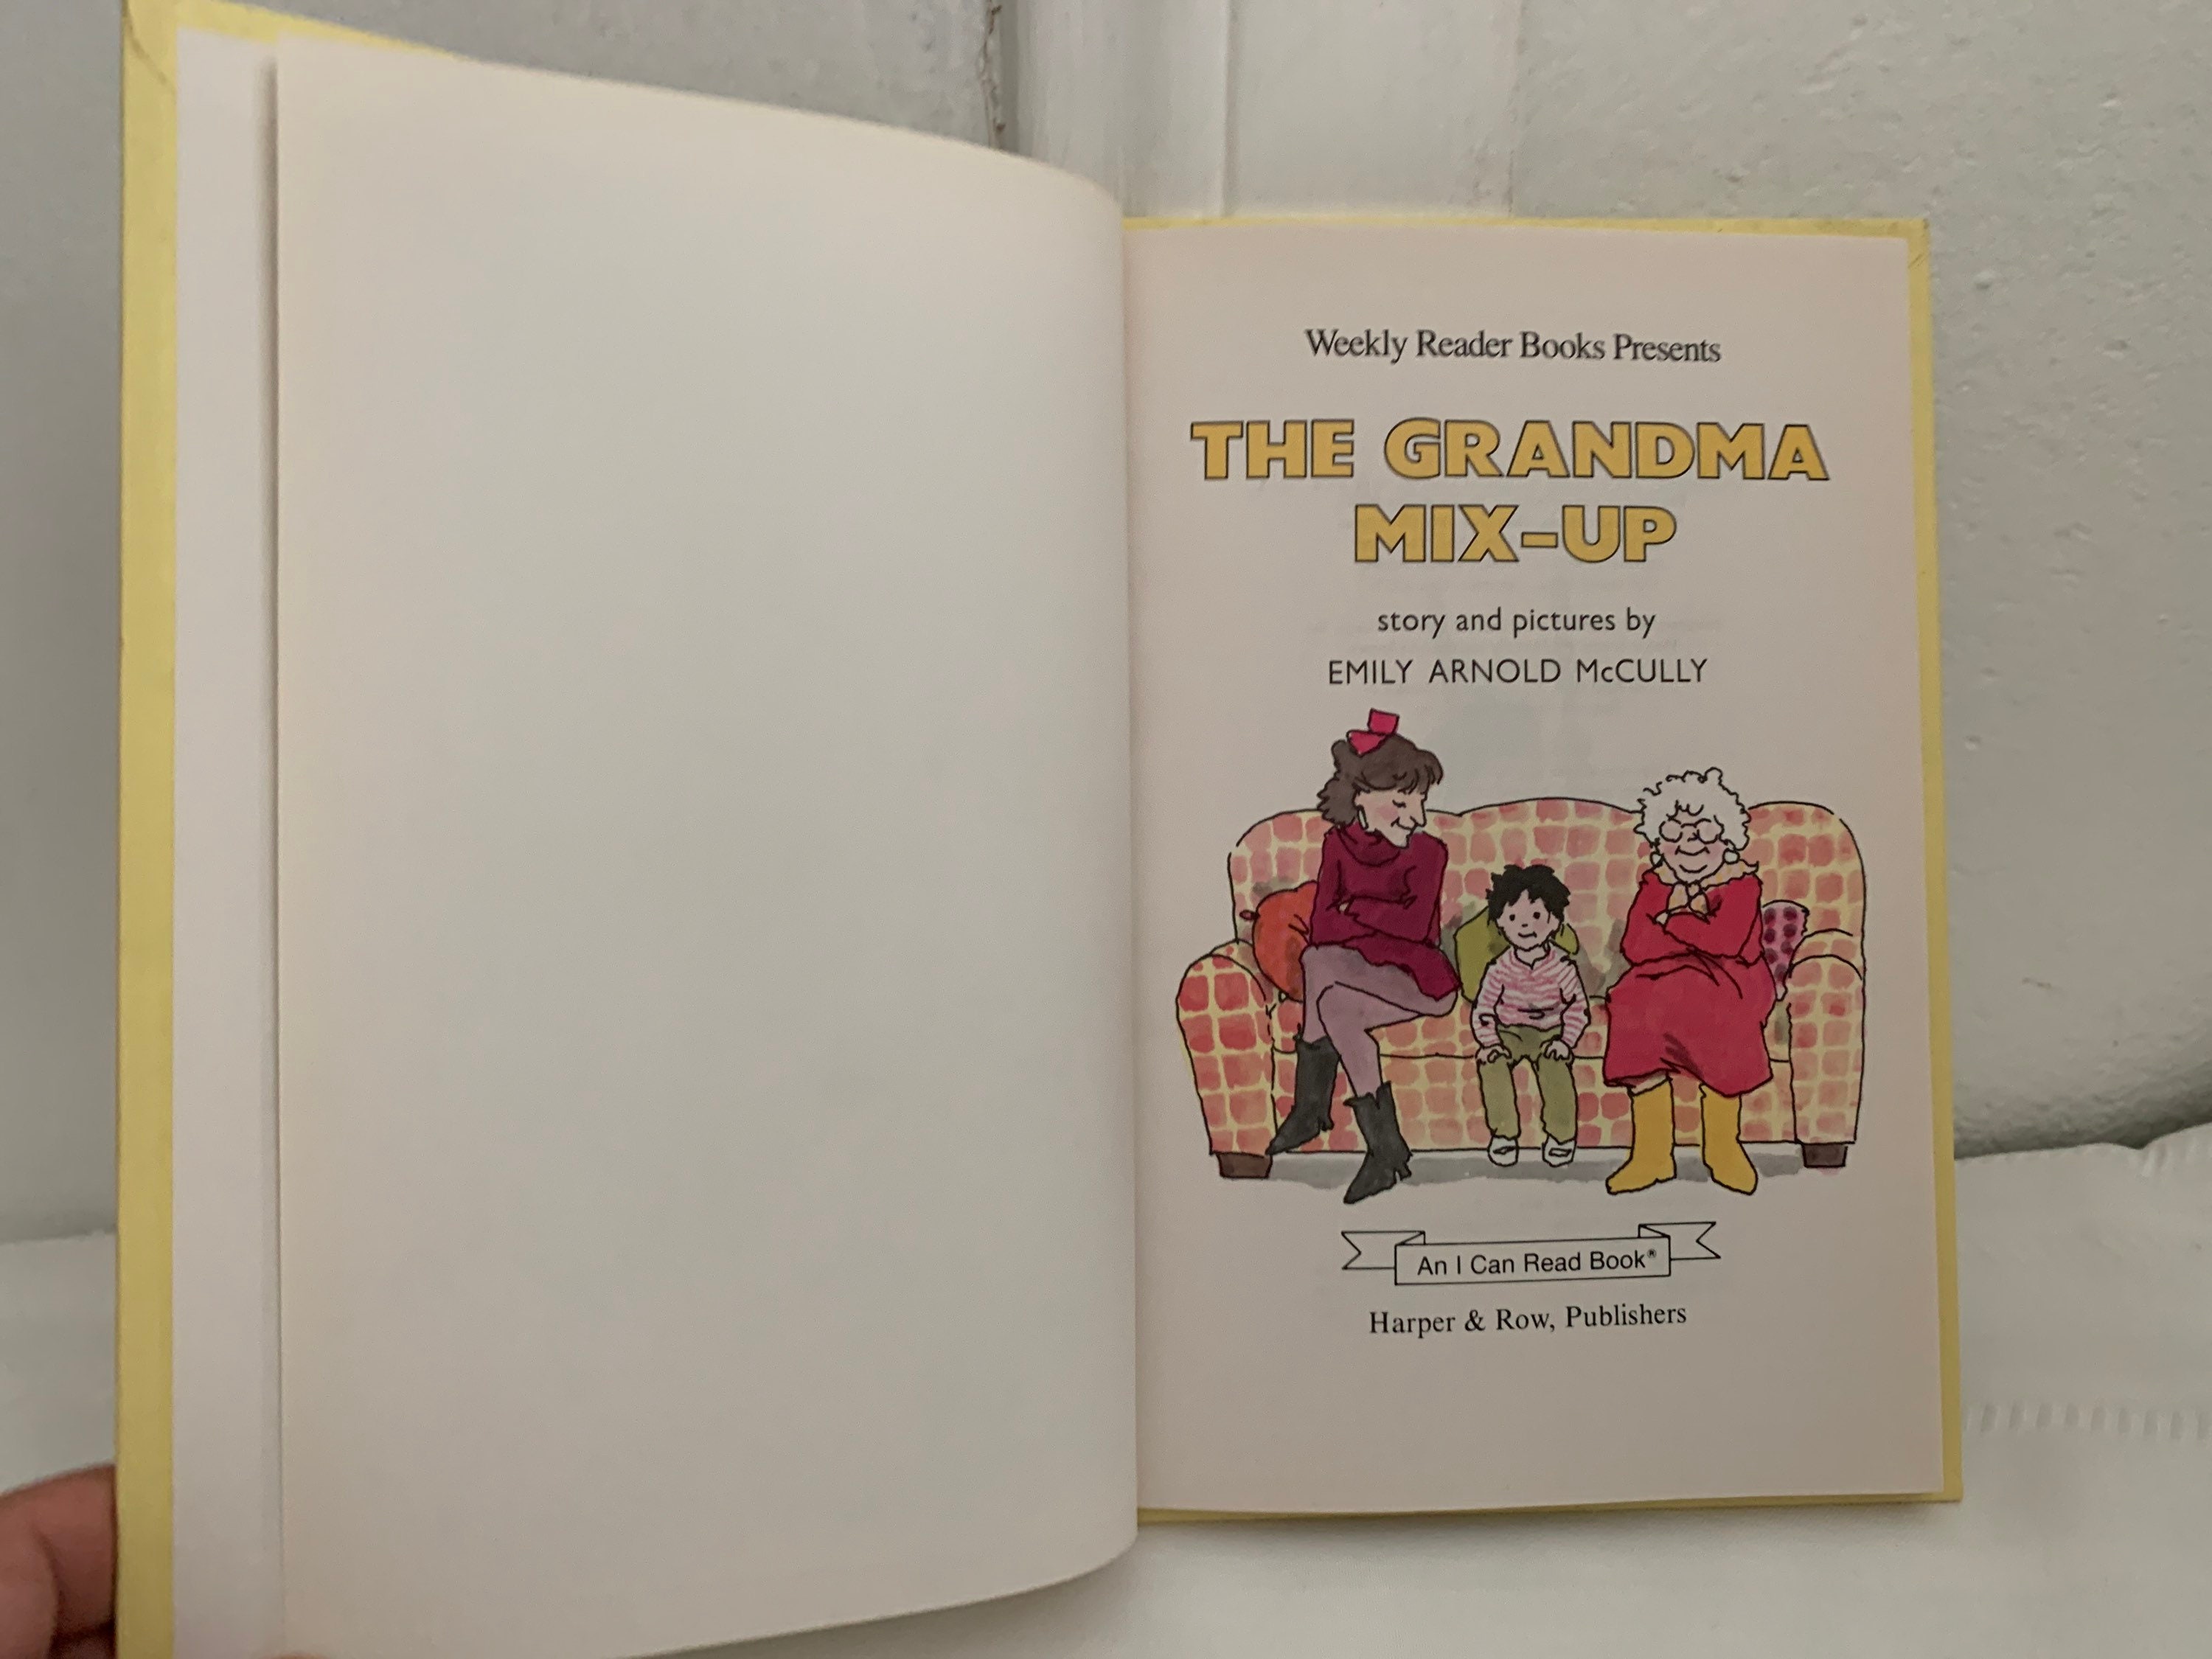 Weekly Reader Books Presents
THE GRANDMA
MIX-UP
story and pictures by
EMILY ARNOLD McCULLY
An I Can Read Book®
Harper & Row, Publishers